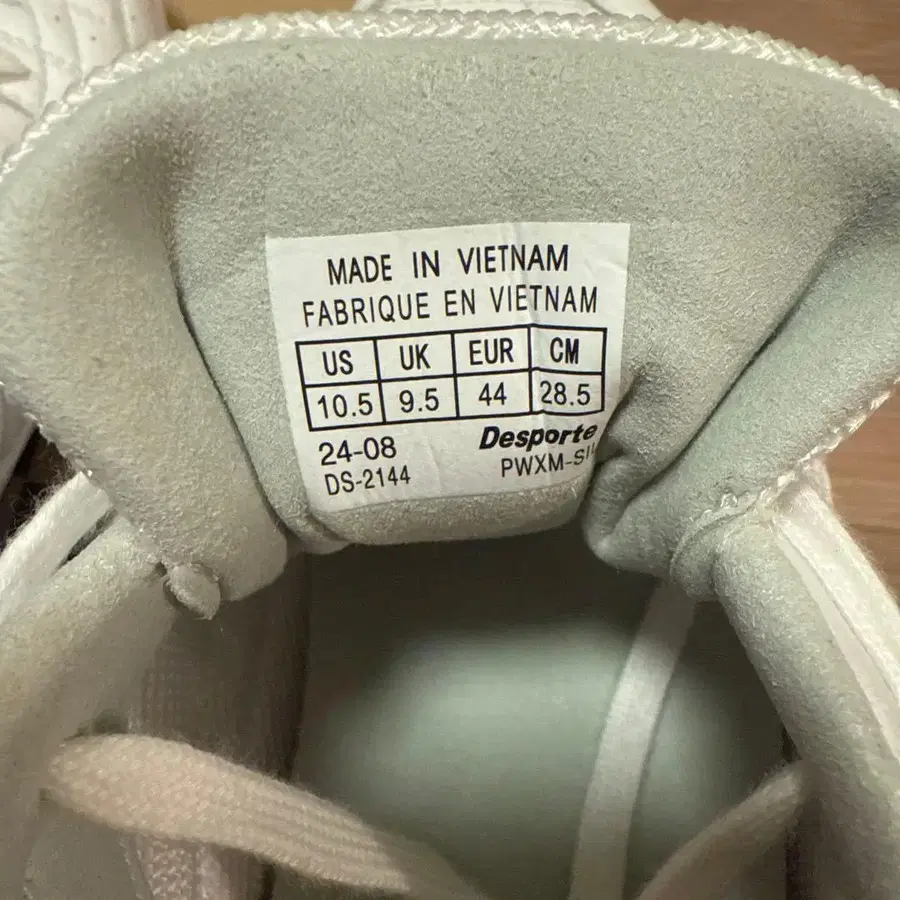 MADE IN VIETNAM
FABRIQUE EN VIETNAM
US UK EUR CM
10.5 9.5 44 28.5
24-08 Desporte
DS-2144